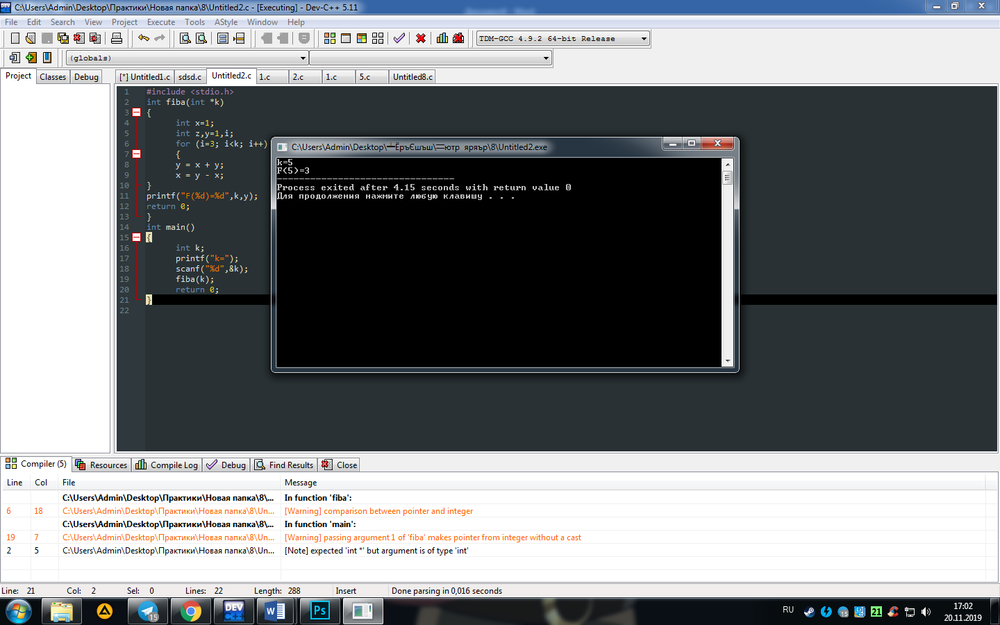 C:\Users\Admin\Desktop\Практики\Новая папка\8\Untitled2.c - [Executing] - Dev-C++ 5.11
File Edit Search View Project Execute Tools AStyle Window Help
TDM-GCC 4.9.2 64-bit Release
(globals)
Project Classes Debug
[*] Untitled1.c sdsd.c Untitled2.c 1.c 2.c 1.c 5.c Untitled8.c
1 #include <stdio.h>
2 int fiba(int *k)
3 {
4 int x=1;
5 int z,y=1,i;
6 for (i=3; i<k; i++)
7 {
8 y = x + y;
9 x = y - x;
10 }
11 printf("F(%d)=%d",k,y);
12 return 0;
13 }
14 int main()
15 {
16 int k;
17 printf("k=");
18 scanf("%d",&k);
19 fiba(k);
20 return 0;
21 }
22
C:\Users\Admin\Desktop\╧ЁръЄшъш\═ютр  яряър\8\Untitled2.exe
k=5
F(5)=3
--------------------------------
Process exited after 4.15 seconds with return value 0
Для продолжения нажмите любую клавишу . . .
Compiler (5) Resources Compile Log Debug Find Results Close
Line Col File Message
C:\Users\Admin\Desktop\Практики\Новая папка\8\... In function 'fiba':
6 18 C:\Users\Admin\Desktop\Практики\Новая папка\8\Un... [Warning] comparison between pointer and integer
C:\Users\Admin\Desktop\Практики\Новая папка\8\... In function 'main':
19 7 C:\Users\Admin\Desktop\Практики\Новая папка\8\Un... [Warning] passing argument 1 of 'fiba' makes pointer from integer without a cast
2 5 C:\Users\Admin\Desktop\Практики\Новая папка\8\Un... [Note] expected 'int *' but argument is of type 'int'
Line: 21 Col: 2 Sel: 0 Lines: 22 Length: 288 Insert Done parsing in 0,016 seconds
15
DEV C++
W
Ps
RU
15
21
17:02
20.11.2019